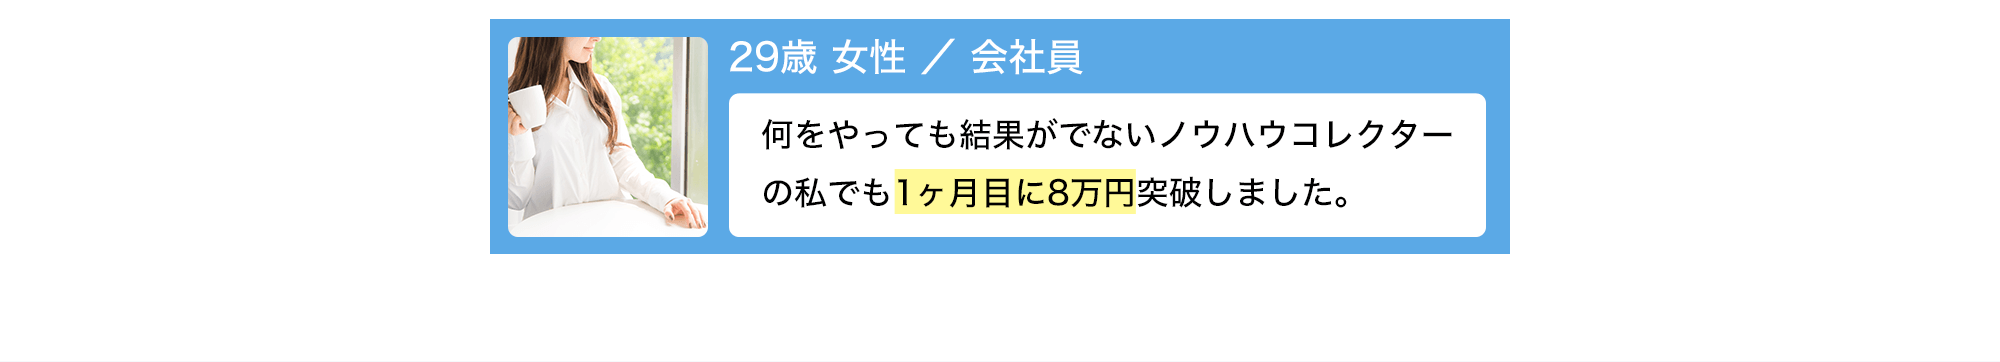 29歳 女性 ／ 会社員
何をやっても結果がでないノウハウコレクター
の私でも1ヶ月目に8万円突破しました。